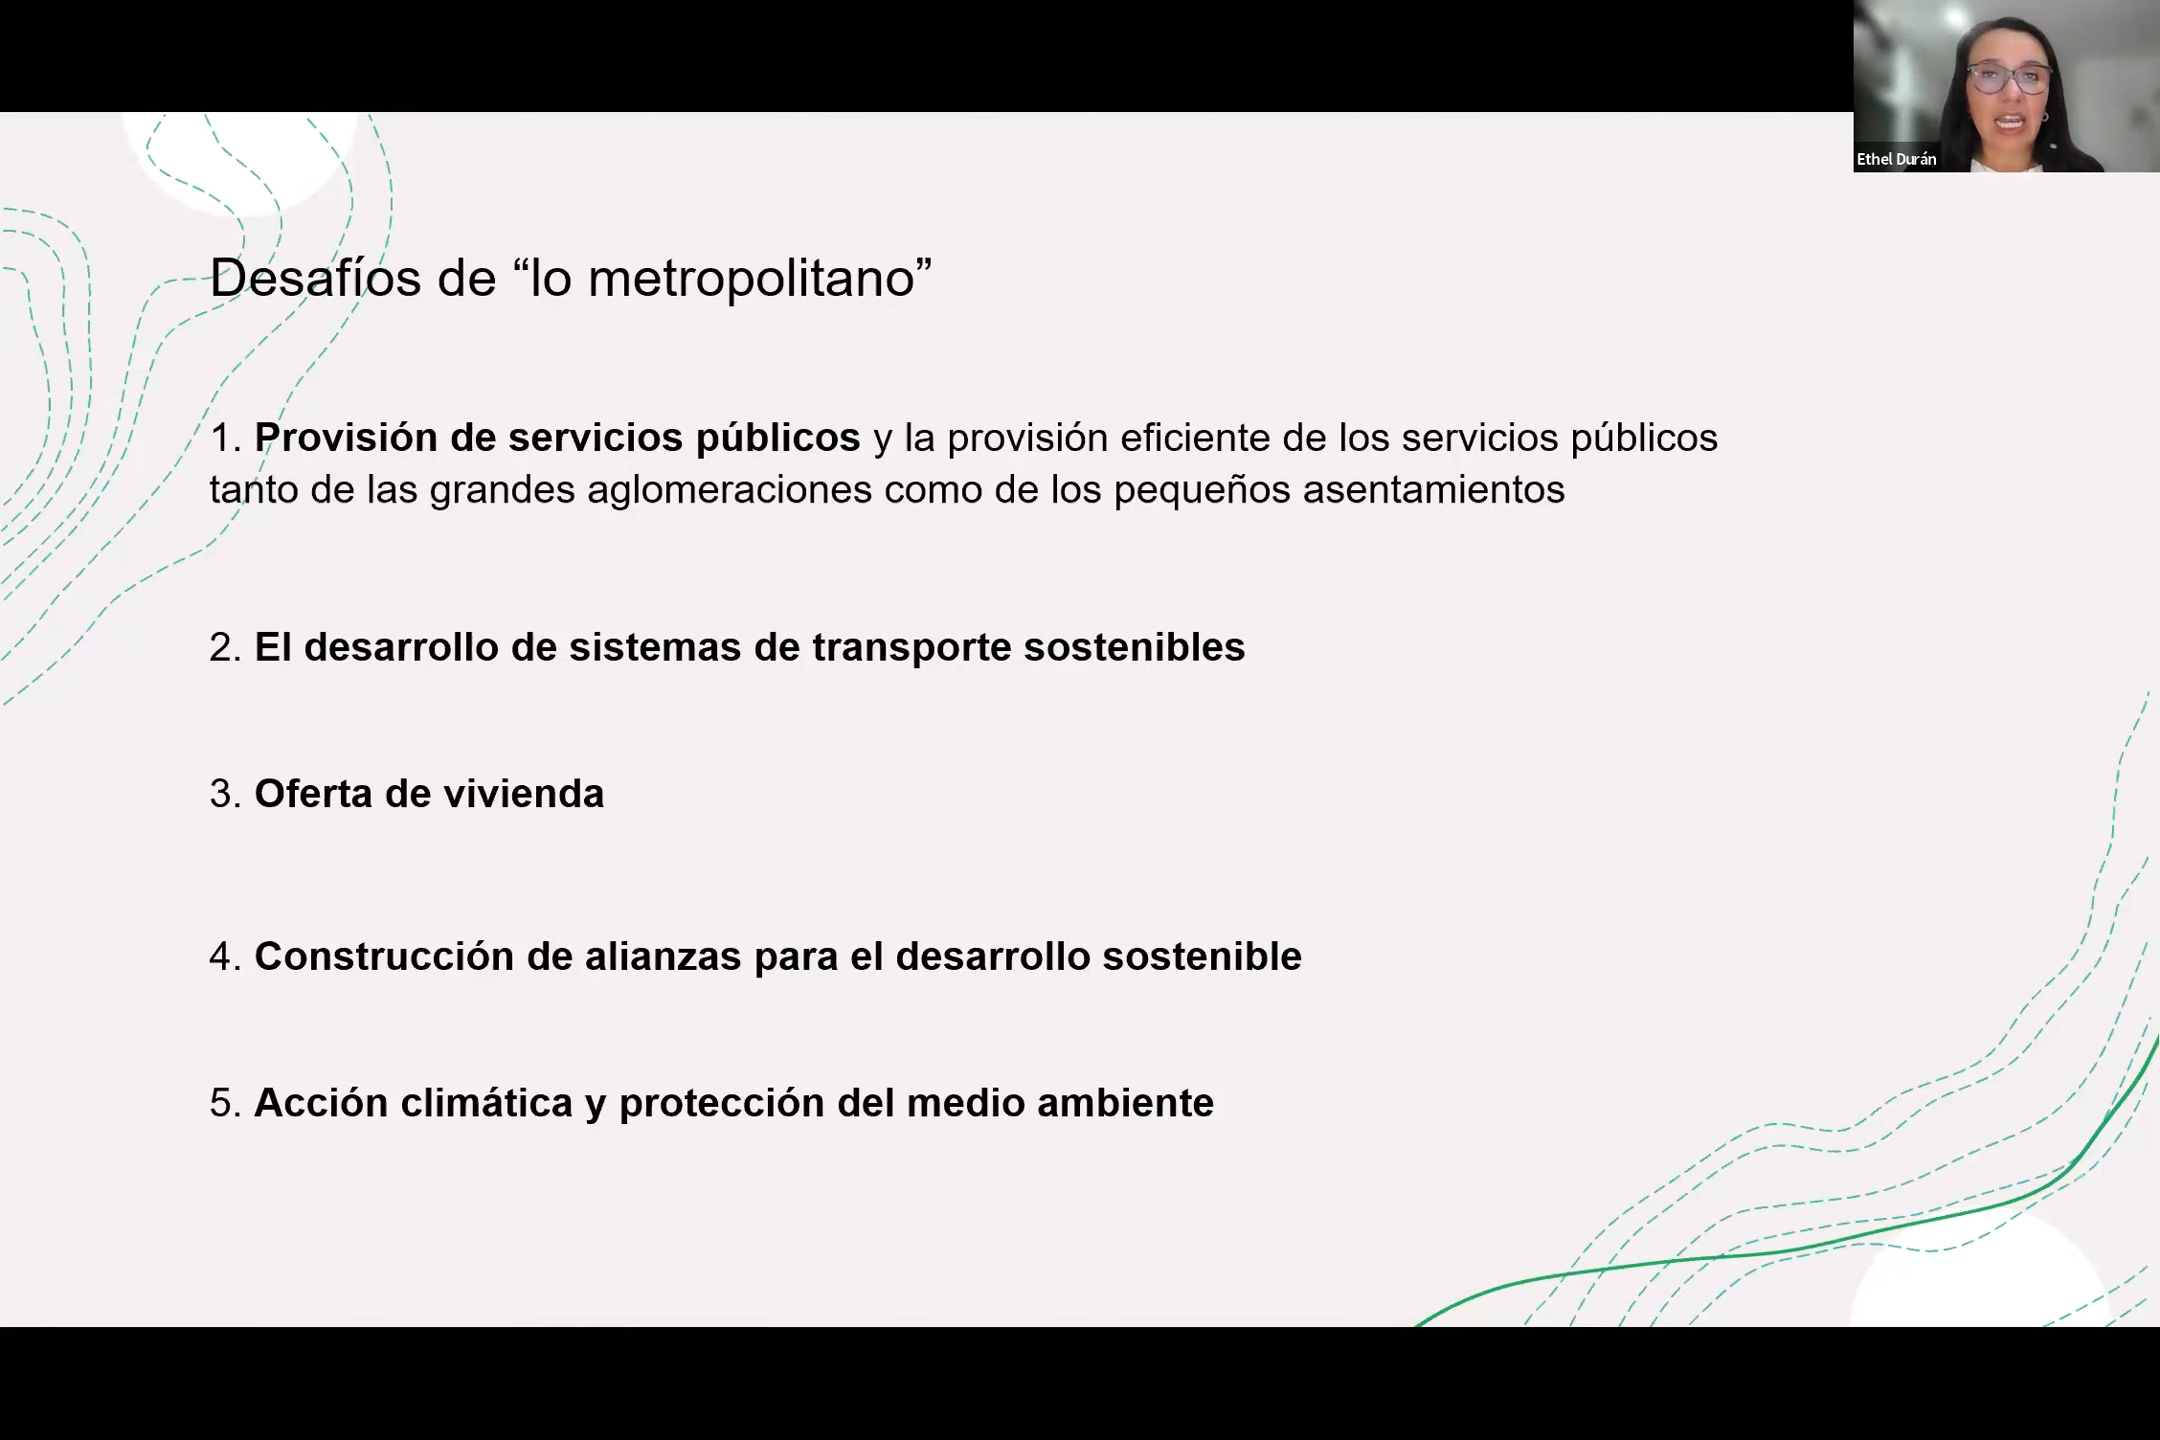 Ethel Durán
Desafíos de “lo metropolitano”
1. Provisión de servicios públicos y la provisión eficiente de los servicios públicos
tanto de las grandes aglomeraciones como de los pequeños asentamientos
2. El desarrollo de sistemas de transporte sostenibles
3. Oferta de vivienda
4. Construcción de alianzas para el desarrollo sostenible
5. Acción climática y protección del medio ambiente